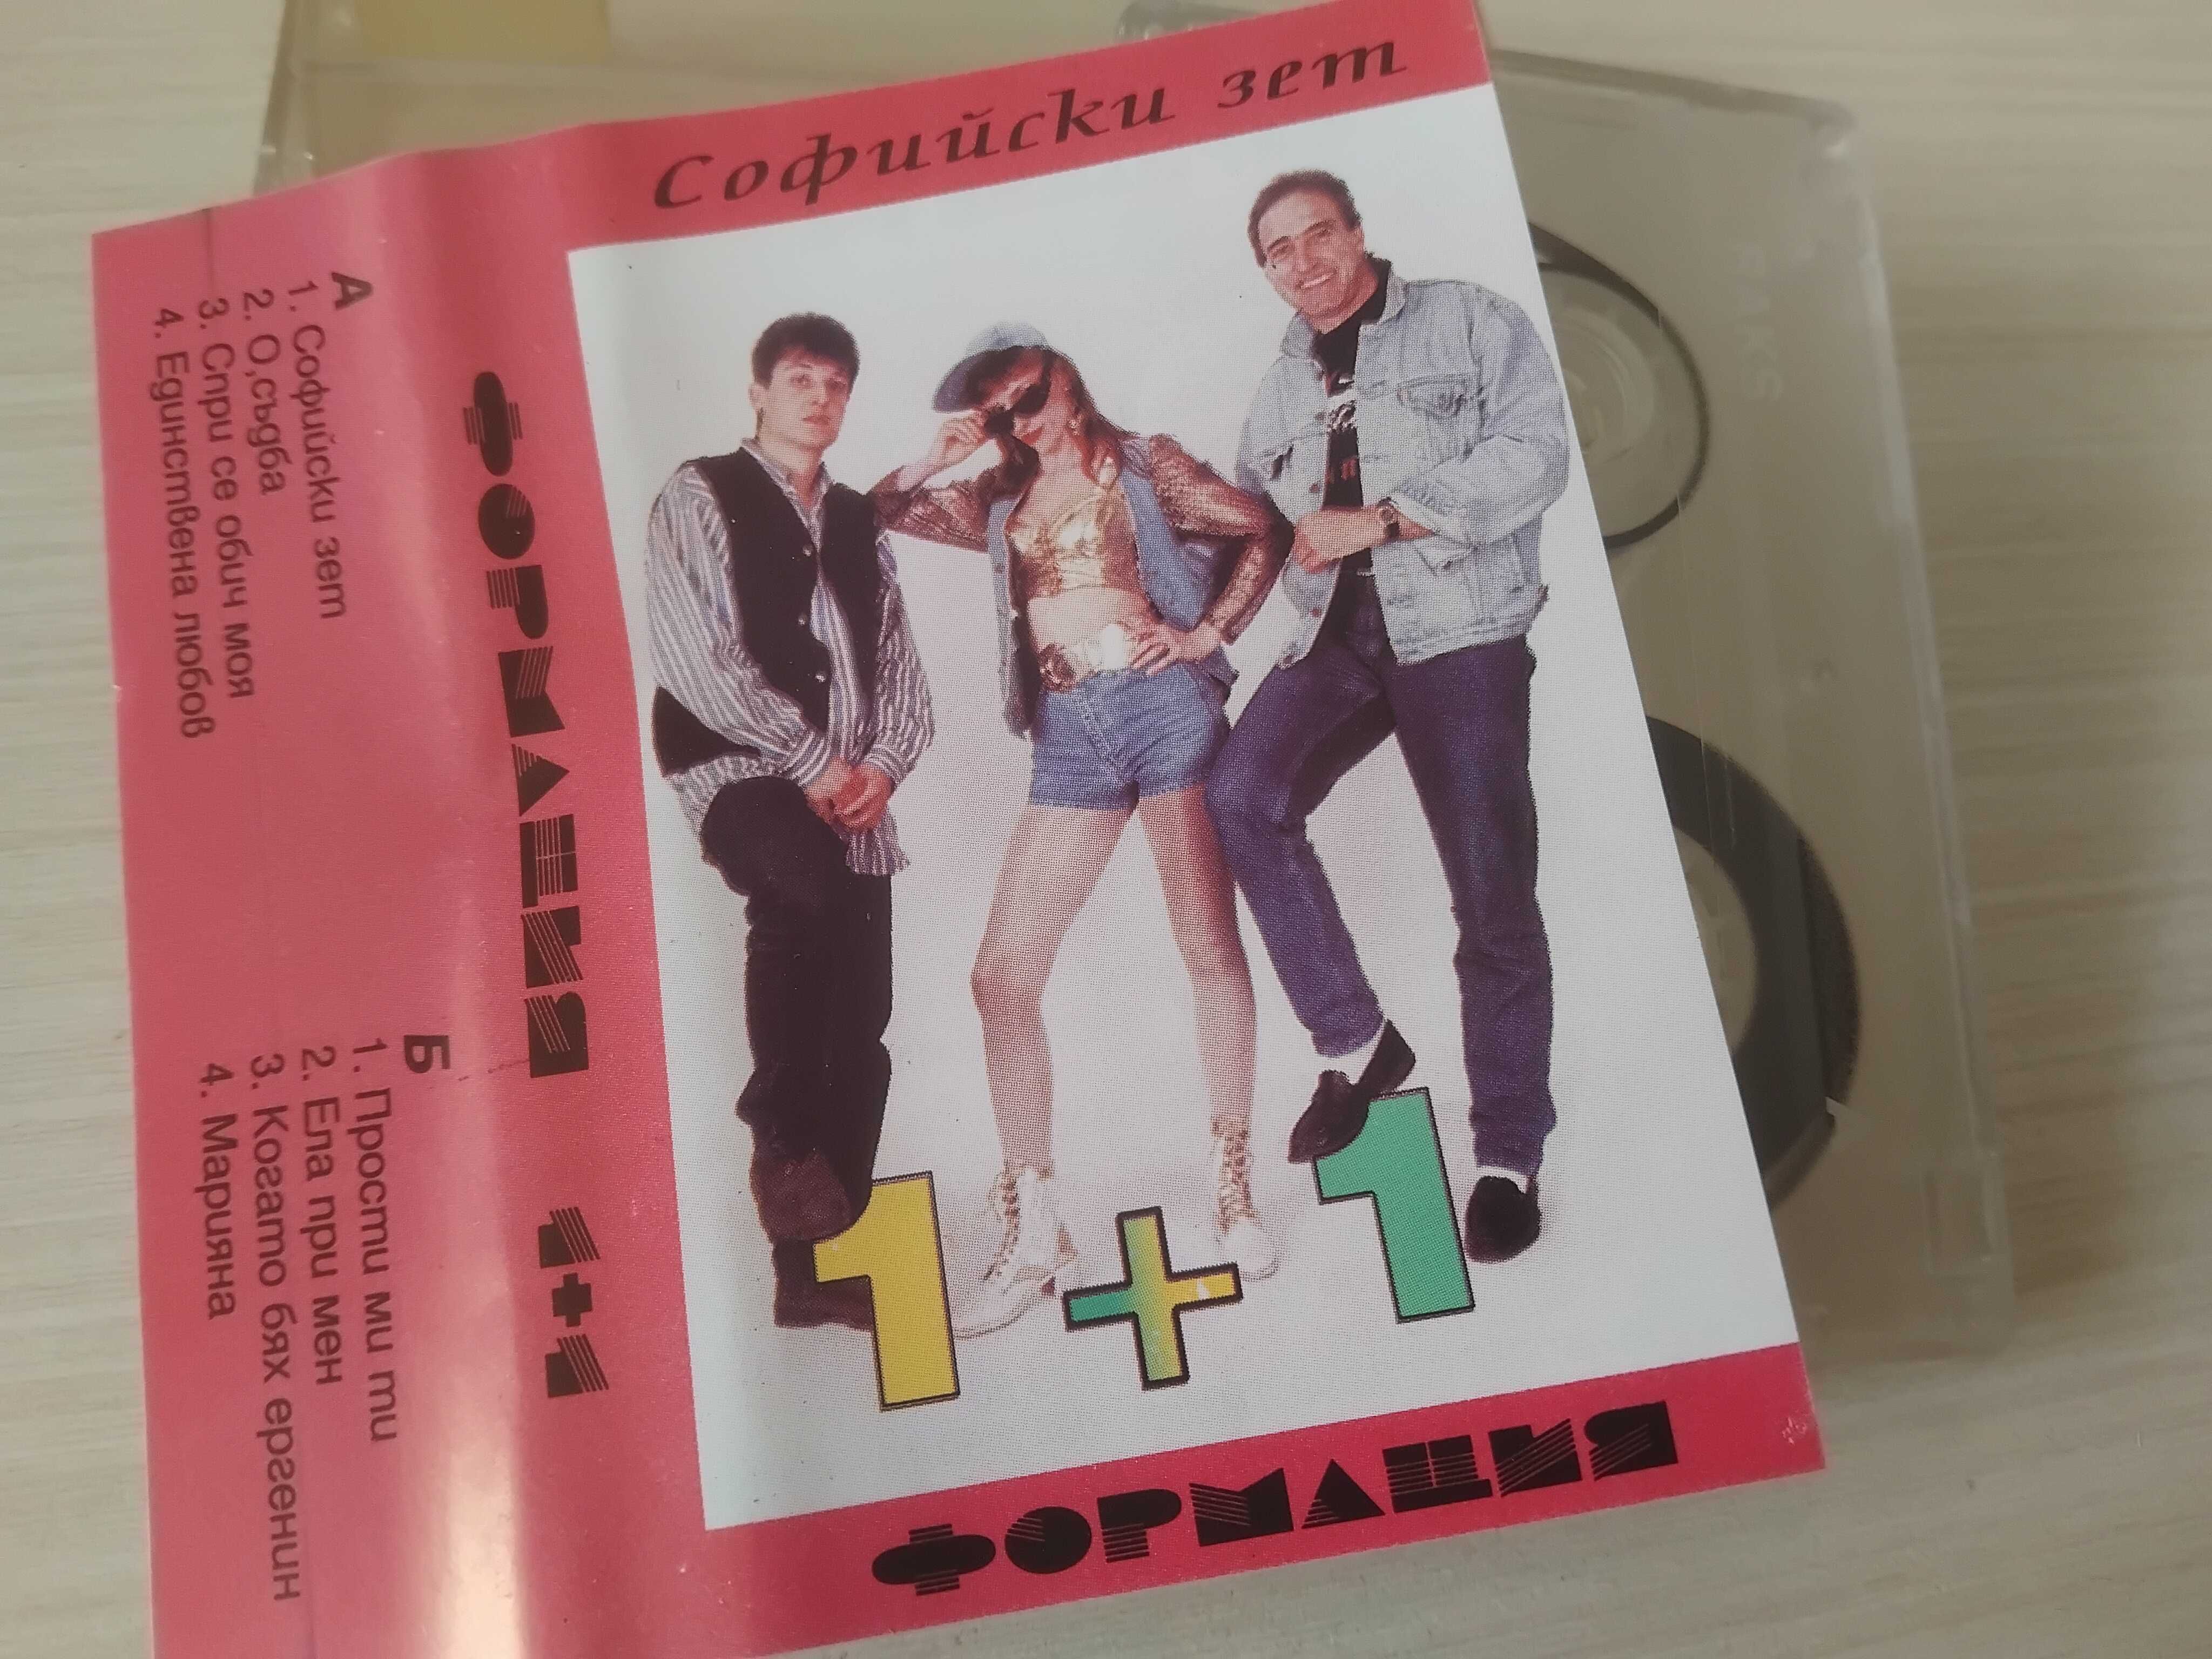 Софийски зет
1 + 1
ФОРМАЦИЯ
ФОРМАЦИЯ 1+1
А
1. Софийски зет
2. О,съдба
3. Спри се обич моя
4. Единствена любов
Б
1. Прости ми ти
2. Ела при мен
3. Когато бях ергенин
4. Марияна